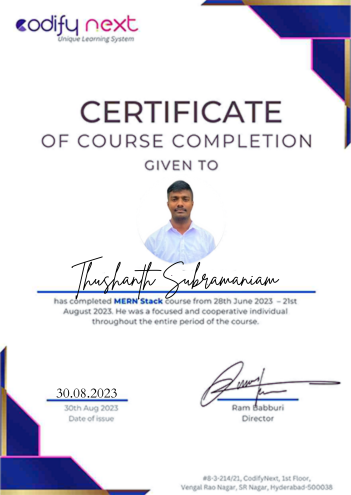 codify next
Unique Learning System
CERTIFICATE
OF COURSE COMPLETION
GIVEN TO
Thushanth Subramaniam
has completed MERN Stack course from 28th June 2023 – 21st
August 2023. He was a focused and cooperative individual
throughout the entire period of the course.
30.08.2023
30th Aug 2023
Date of issue
Ram Babburi
Director
#8-3-214/21, CodifyNext, 1st Floor,
Vengal Rao Nagar, SR Nagar, Hyderabad-500038